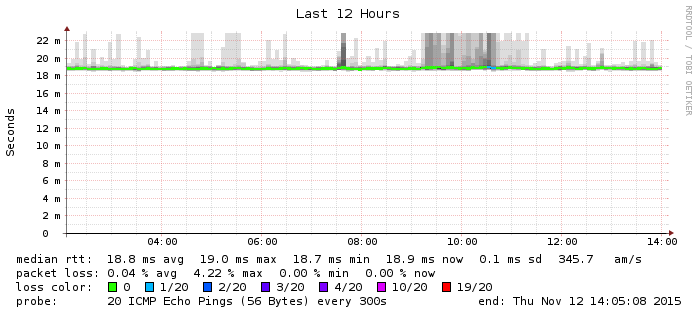 Last 12 Hours
RRDTOOL / TOBI OETIKER
Seconds
22 m
20 m
18 m
16 m
14 m
12 m
10 m
8 m
6 m
4 m
2 m
0
04:00 06:00 08:00 10:00 12:00 14:00
median rtt: 18.8 ms avg 19.0 ms max 18.7 ms min 18.9 ms now 0.1 ms sd 345.7 am/s
packet loss: 0.04 % avg 4.22 % max 0.00 % min 0.00 % now
loss color: 0 1/20 2/20 3/20 4/20 10/20 19/20
probe: 20 ICMP Echo Pings (56 Bytes) every 300s end: Thu Nov 12 14:05:08 2015